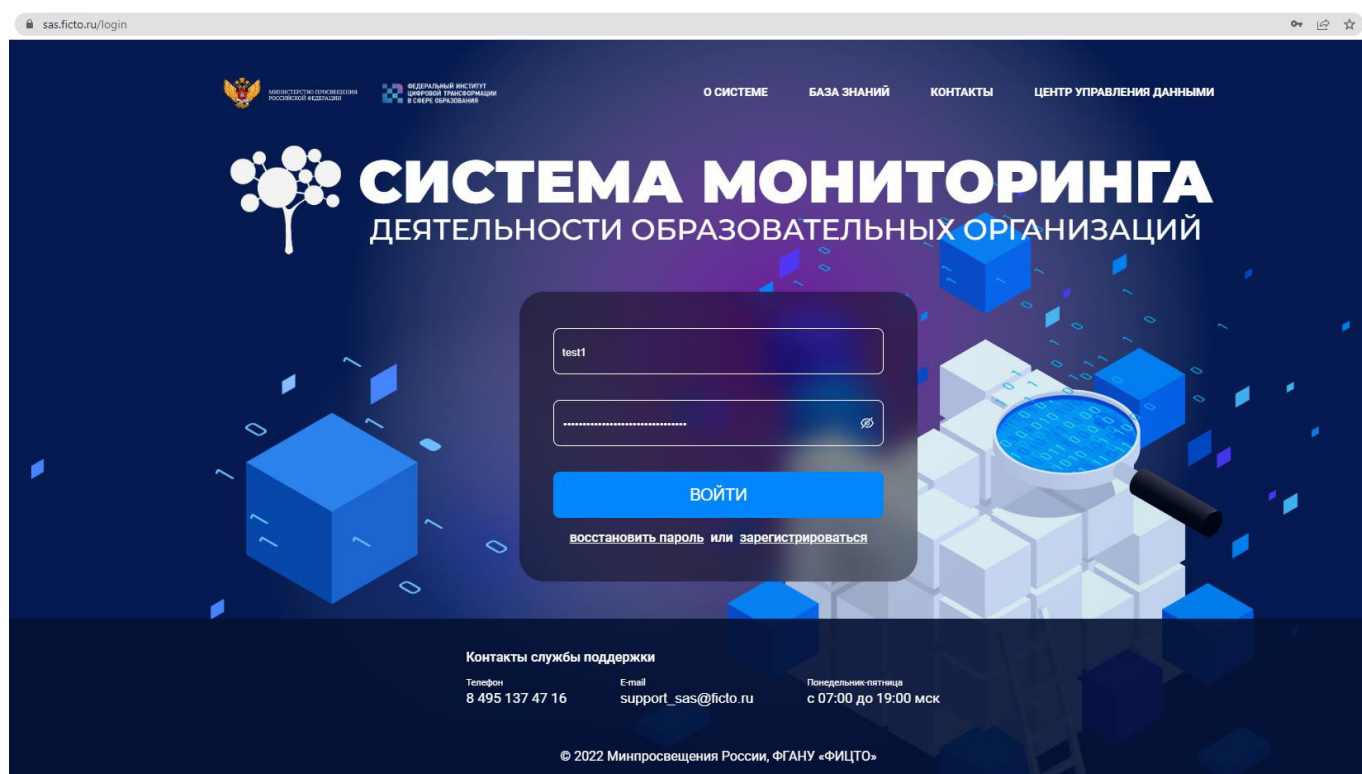 sas.ficto.ru/login
МИНИСТЕРСТВО ПРОСВЕЩЕНИЯ
РОССИЙСКОЙ ФЕДЕРАЦИИ
ФЕДЕРАЛЬНЫЙ ИНСТИТУТ
ЦИФРОВОЙ ТРАНСФОРМАЦИИ
В СФЕРЕ ОБРАЗОВАНИЯ
О СИСТЕМЕ БАЗА ЗНАНИЙ КОНТАКТЫ ЦЕНТР УПРАВЛЕНИЯ ДАННЫМИ
СИСТЕМА МОНИТОРИНГА
ДЕЯТЕЛЬНОСТИ ОБРАЗОВАТЕЛЬНЫХ ОРГАНИЗАЦИЙ
test1
ВОЙТИ
восстановить пароль или зарегистрироваться
Контакты службы поддержки
Телефон E-mail Понедельник-пятница
8 495 137 47 16 support_sas@ficto.ru с 07:00 до 19:00 мск
© 2022 Минпросвещения России, ФГАНУ «ФИЦТО»